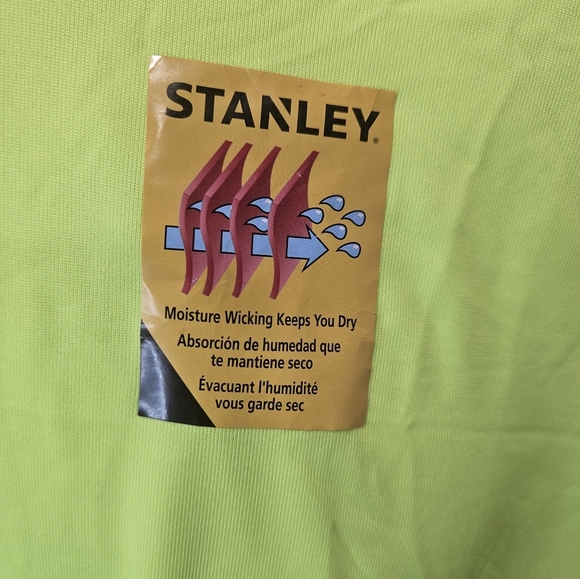 STANLEY®
Moisture Wicking Keeps You Dry
Absorción de humedad que
te mantiene seco
Évacuant l'humidité
vous garde sec